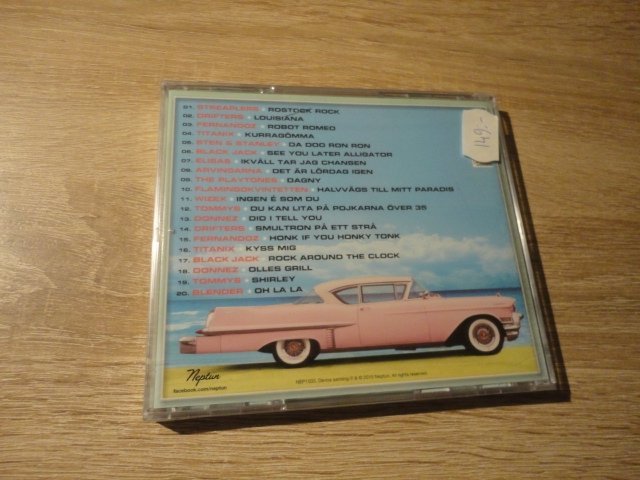 01. STREAPLERS • ROSTOCK ROCK
02. DRIFTERS • LOUISIANA
03. FERNANDOZ • ROBOT ROMEO
04. TITANIX • KURRAGÖMMA
05. STEN & STANLEY • DA DOO RON RON
06. BLACK JACK • SEE YOU LATER ALLIGATOR
07. ELISAS • IKVÄLL TAR JAG CHANSEN
08. ARVINGARNA • DET ÄR LÖRDAG IGEN
09. THE PLAYTONES • DAGNY
10. FLAMINGOKVINTETTEN • HALVVÄGS TILL MITT PARADIS
11. WIZEX • INGEN É SOM DU
12. TOMMYS • DU KAN LITA PÅ POJKARNA ÖVER 35
13. DONNEZ • DID I TELL YOU
14. DRIFTERS • SMULTRON PÅ ETT STRÅ
15. FERNANDOZ • HONK IF YOU HONKY TONK
16. TITANIX • KYSS MIG
17. BLACK JACK • ROCK AROUND THE CLOCK
18. DONNEZ • OLLES GRILL
19. TOMMYS • SHIRLEY
20. BLENDER • OH LA LA
149:-
Neptun
facebook.com/neptun
Neptun. All rights reserved.